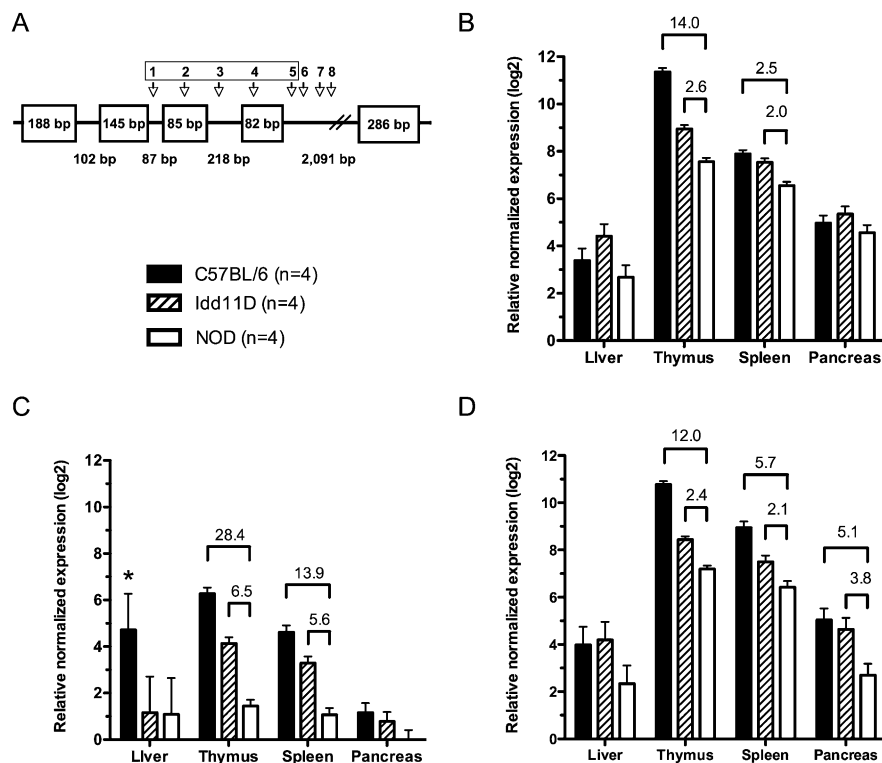 A
1 2 3 4 5 6 7 8
188 bp 145 bp 85 bp 82 bp 286 bp
102 bp 87 bp 218 bp 2,091 bp
C57BL/6 (n=4)
Idd11D (n=4)
NOD (n=4)
B
Relative normalized expression (log2)
12
10
8
6
4
2
0
14.0
2.6
2.5
2.0
LIver Thymus Spleen Pancreas
C
Relative normalized expression (log2)
12
10
8
6
4
2
0
*
28.4
6.5
13.9
5.6
LIver Thymus Spleen Pancreas
D
Relative normalized expression (log2)
12
10
8
6
4
2
0
12.0
2.4
5.7
2.1
5.1
3.8
LIver Thymus Spleen Pancreas